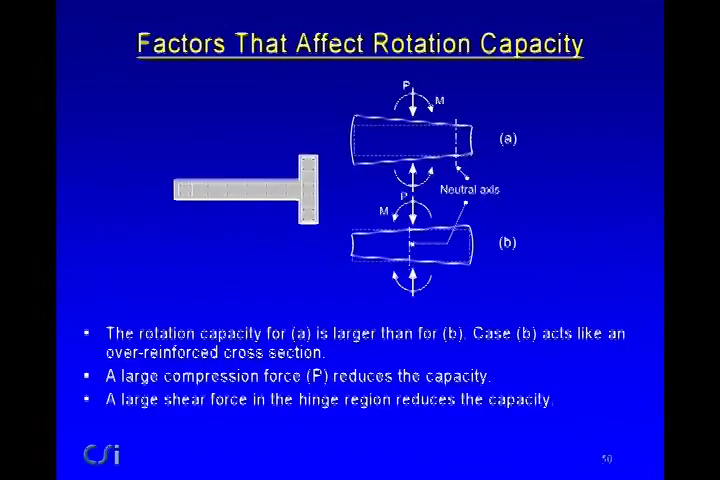 Factors That Affect Rotation Capacity
P
M
(a)
P
Neutral axis
M
(b)
• The rotation capacity for (a) is larger than for (b). Case (b) acts like an
over-reinforced cross section.
• A large compression force (P) reduces the capacity.
• A large shear force in the hinge region reduces the capacity.
CSi
50